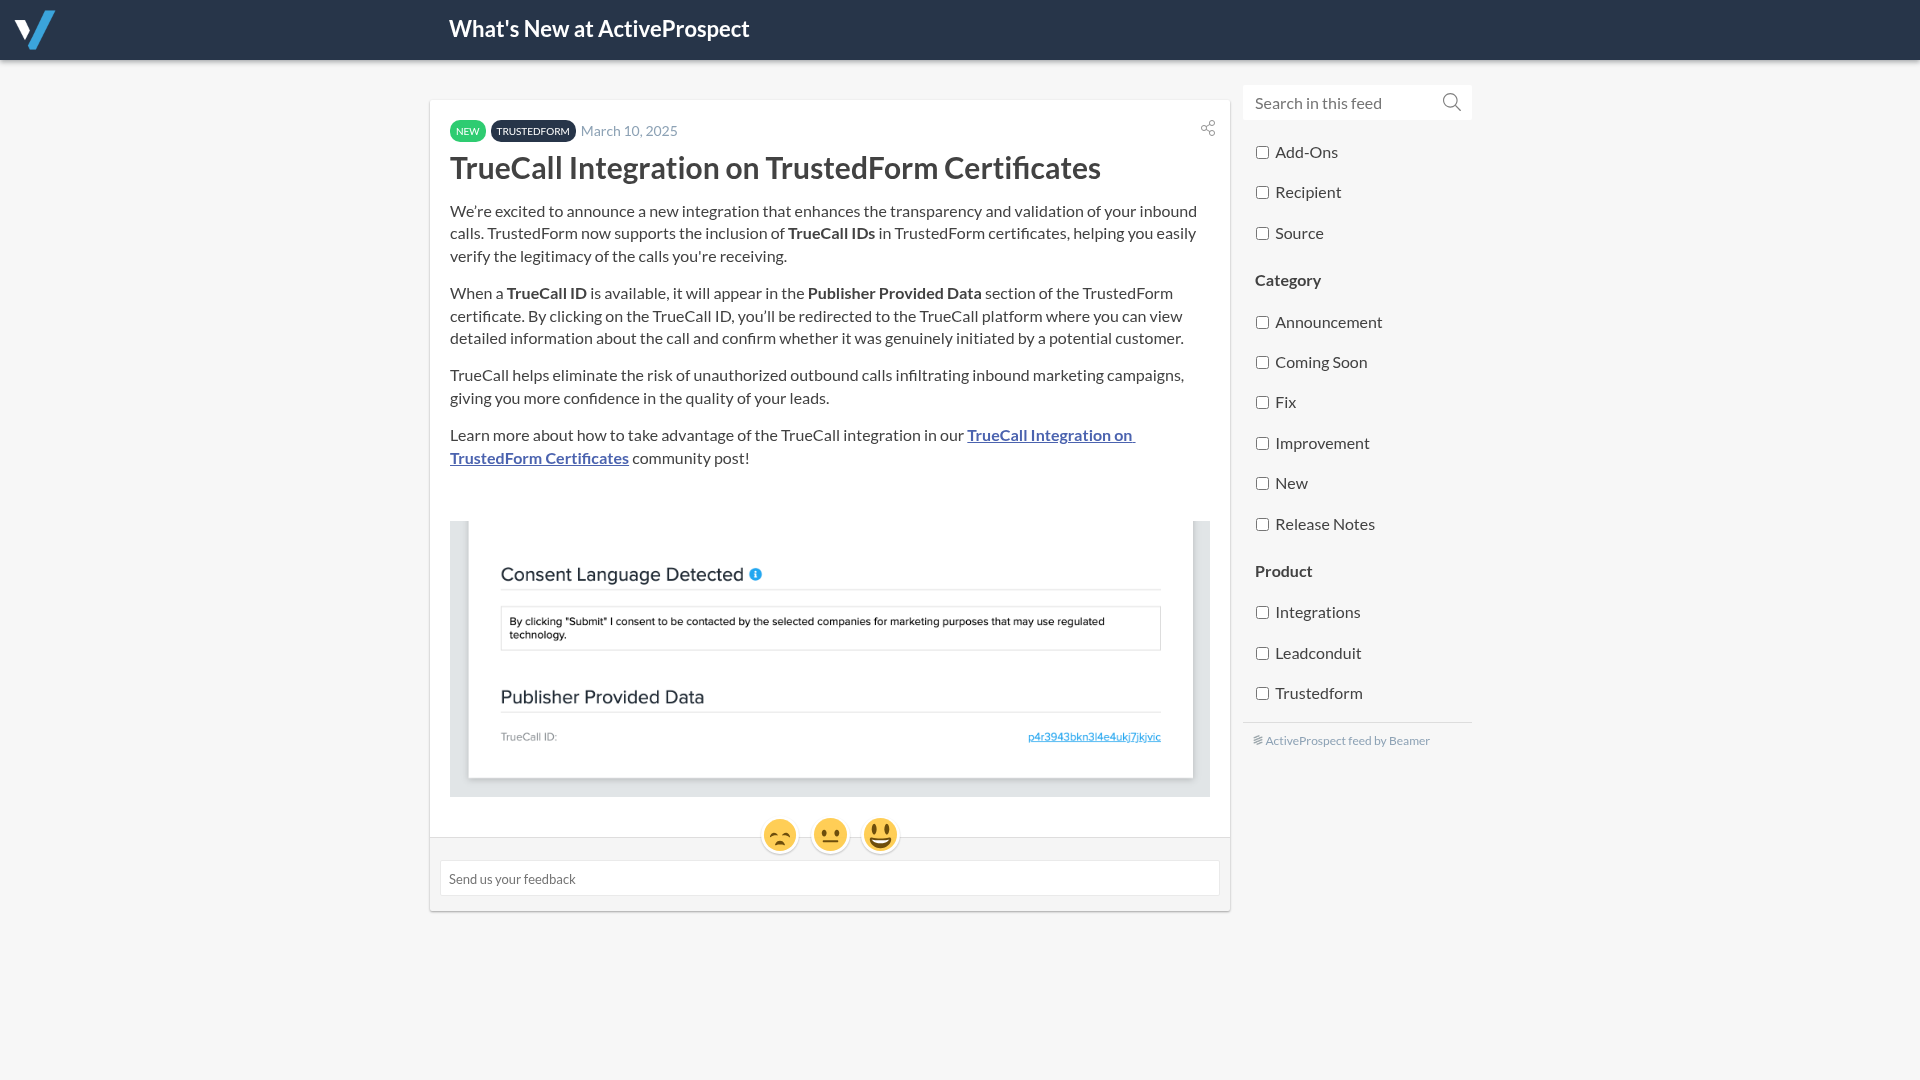 What's New at ActiveProspect
NEW TRUSTEDFORM March 10, 2025
TrueCall Integration on TrustedForm Certificates
We’re excited to announce a new integration that enhances the transparency and validation of your inbound
calls. TrustedForm now supports the inclusion of TrueCall IDs in TrustedForm certificates, helping you easily
verify the legitimacy of the calls you're receiving.
When a TrueCall ID is available, it will appear in the Publisher Provided Data section of the TrustedForm
certificate. By clicking on the TrueCall ID, you’ll be redirected to the TrueCall platform where you can view
detailed information about the call and confirm whether it was genuinely initiated by a potential customer.
TrueCall helps eliminate the risk of unauthorized outbound calls infiltrating inbound marketing campaigns,
giving you more confidence in the quality of your leads.
Learn more about how to take advantage of the TrueCall integration in our TrueCall Integration on
TrustedForm Certificates community post!
Consent Language Detected
By clicking "Submit" I consent to be contacted by the selected companies for marketing purposes that may use regulated
technology.
Publisher Provided Data
TrueCall ID: p4r3943bkn3l4e4ukj7jkjvic
Send us your feedback
Search in this feed
Add-Ons
Recipient
Source
Category
Announcement
Coming Soon
Fix
Improvement
New
Release Notes
Product
Integrations
Leadconduit
Trustedform
ActiveProspect feed by Beamer